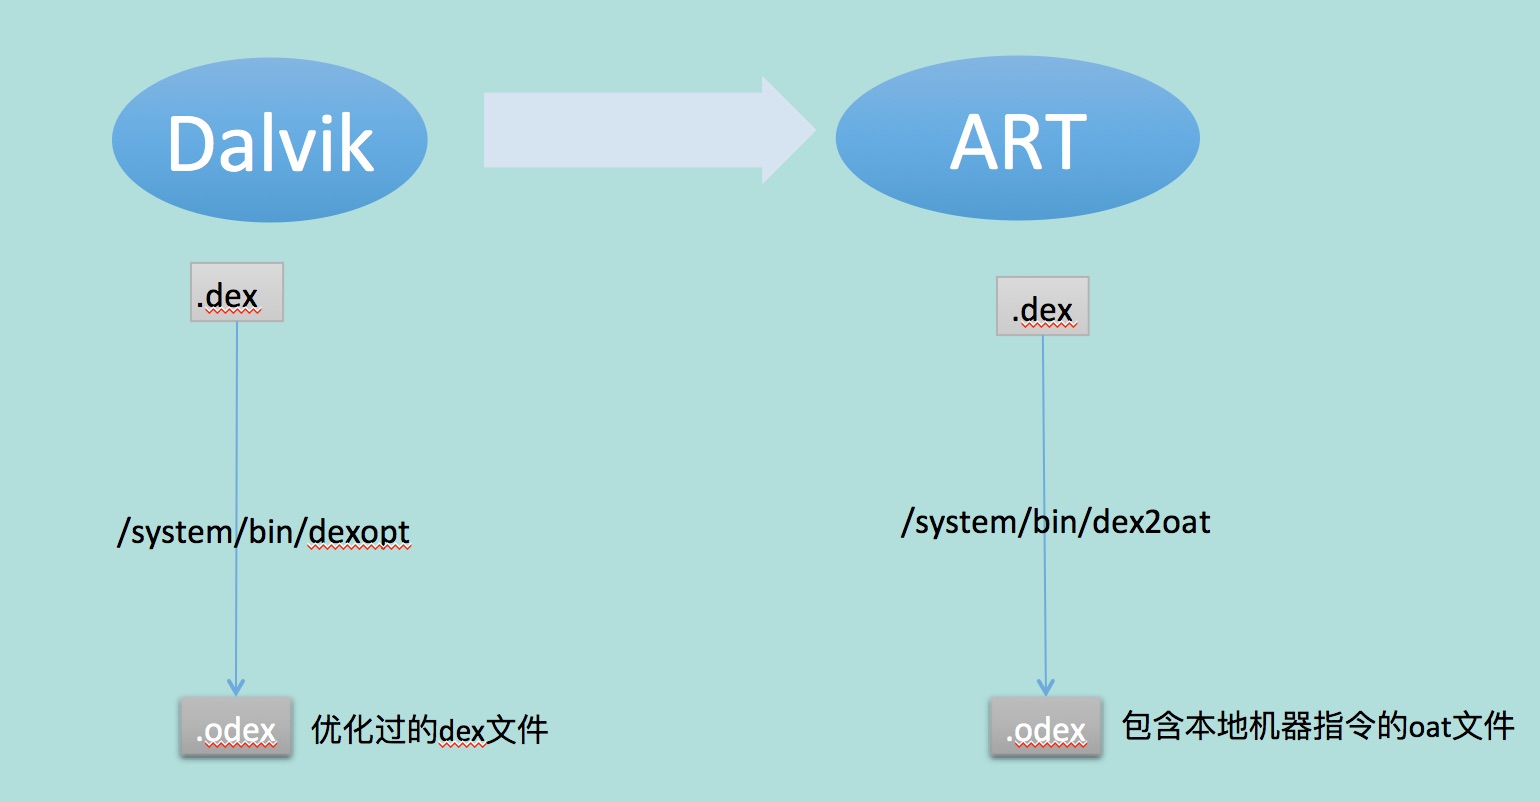 Dalvik
ART
.dex
.dex
/system/bin/dexopt
/system/bin/dex2oat
.odex
优化过的dex文件
.odex
包含本地机器指令的oat文件